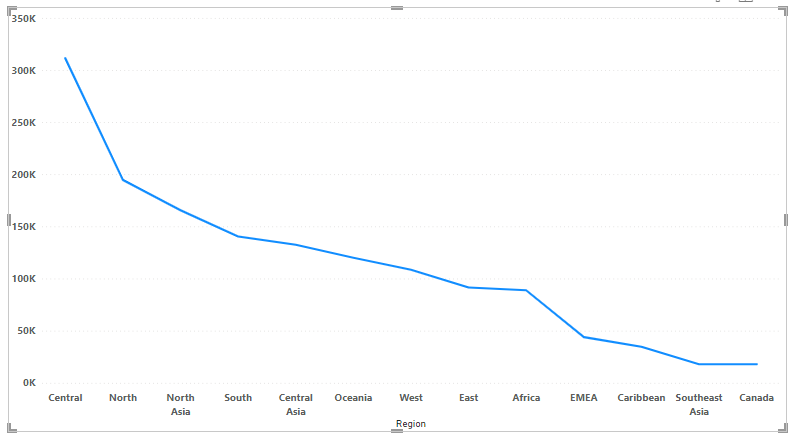 350K
300K
250K
200K
150K
100K
50K
0K
Central North North Asia South Central Asia Oceania West East Africa EMEA Caribbean Southeast Asia Canada
Region